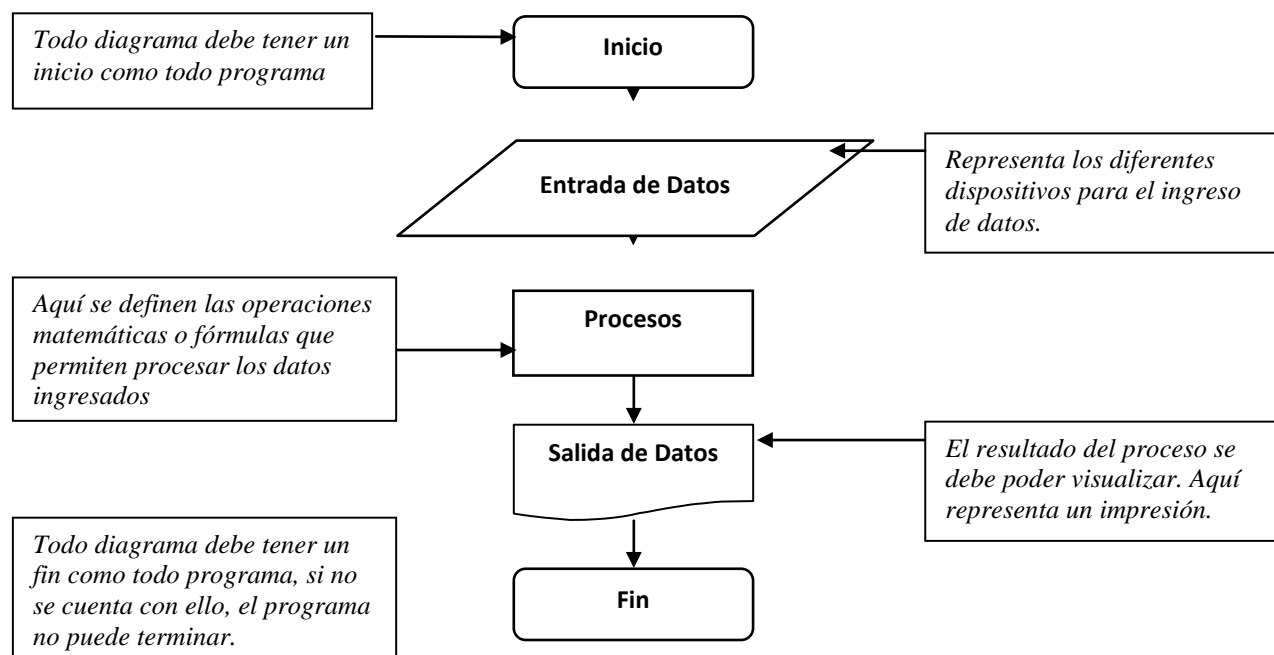 Todo diagrama debe tener un
inicio como todo programa
Inicio
Entrada de Datos
Representa los diferentes
dispositivos para el ingreso
de datos.
Aquí se definen las operaciones
matemáticas o fórmulas que
permiten procesar los datos
ingresados
Procesos
Salida de Datos
El resultado del proceso se
debe poder visualizar. Aquí
representa un impresión.
Todo diagrama debe tener un
fin como todo programa, si no
se cuenta con ello, el programa
no puede terminar.
Fin